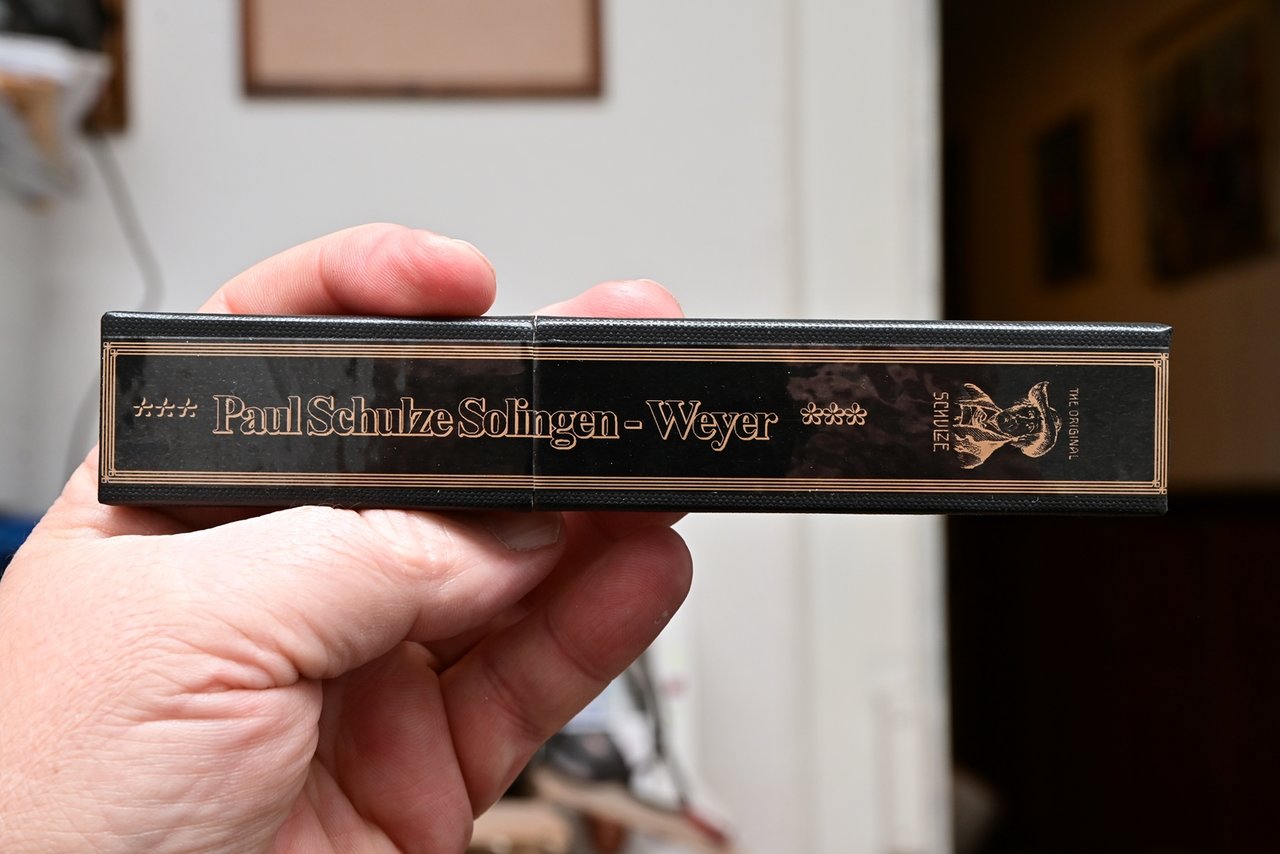 *** Paul Schulze Solingen - Weyer ***
THE ORIGINAL
SCHULZE